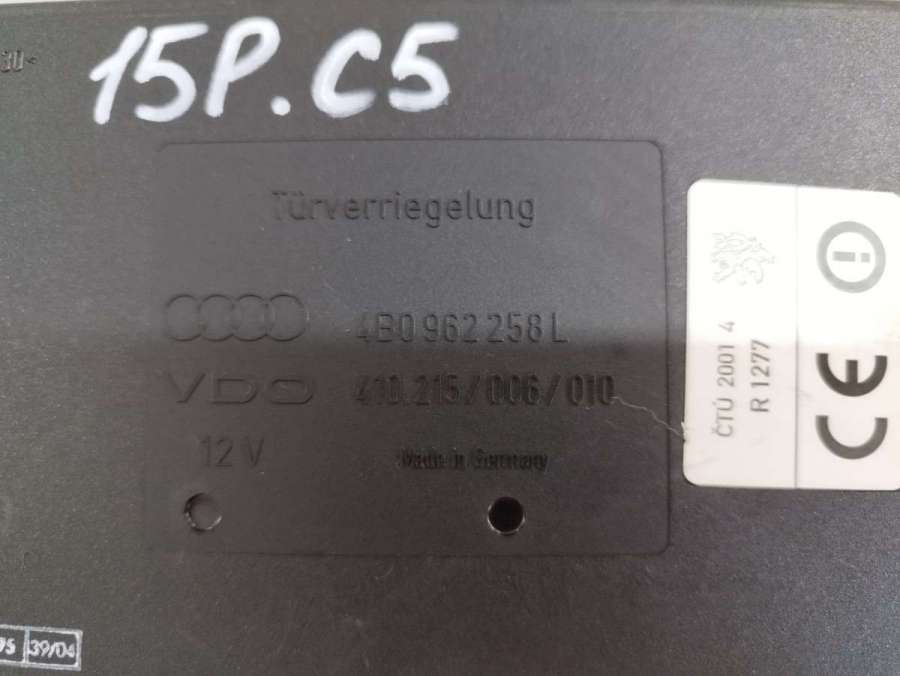 15P.C5
30<
Türverriegelung
4B0 962 258 L
VDO 410.215/006/010
12 V Made in Germany
ČTÚ 2001 4
R 1277
CE
39/04